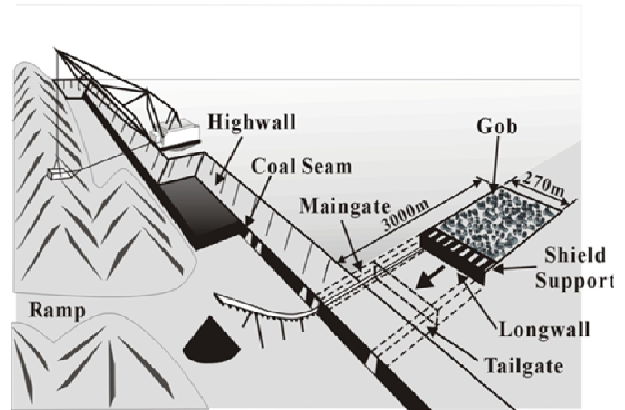 Highwall
Gob
Coal Seam
270m
Maingate
3000m
Shield
Support
Ramp
Longwall
Tailgate